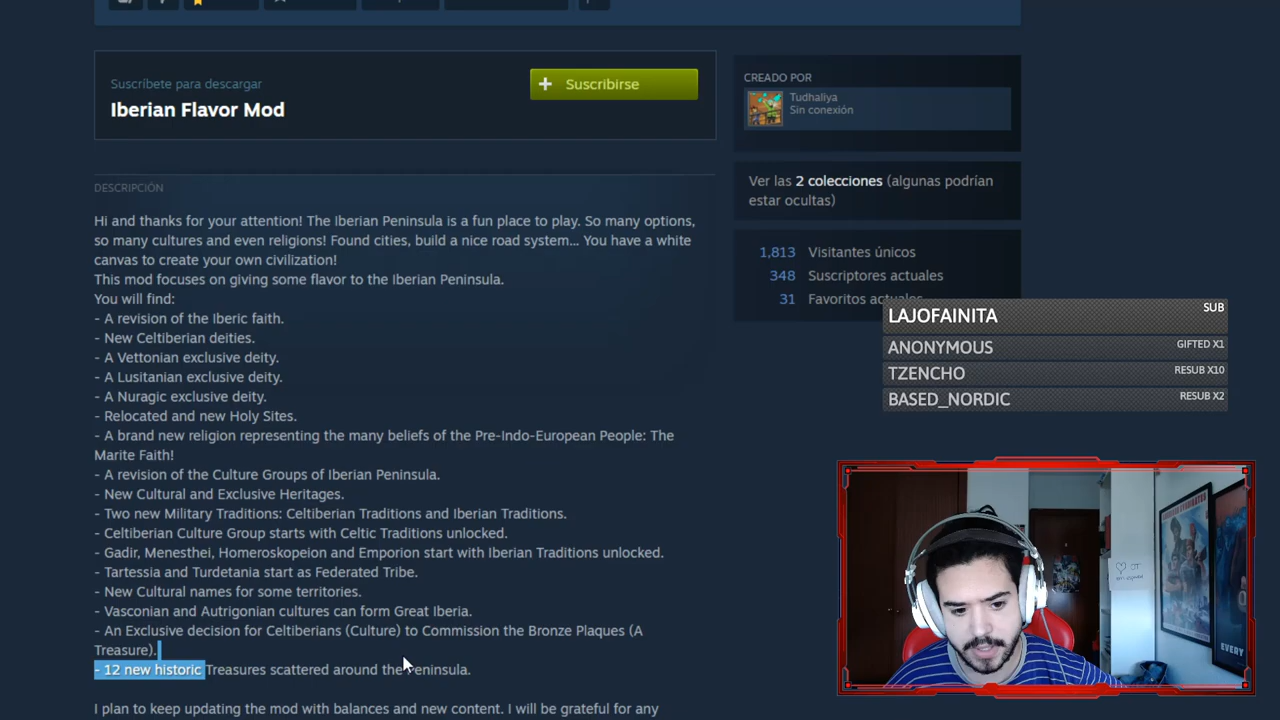 Suscríbete para descargar
Iberian Flavor Mod
+ Suscribirse
CREADO POR
Tudhaliya
Sin conexión
Ver las 2 colecciones (algunas podrían
estar ocultas)
1,813 Visitantes únicos
348 Suscriptores actuales
31 Favoritos actuales
DESCRIPCIÓN
Hi and thanks for your attention! The Iberian Peninsula is a fun place to play. So many options,
so many cultures and even religions! Found cities, build a nice road system... You have a white
canvas to create your own civilization!
This mod focuses on giving some flavor to the Iberian Peninsula.
You will find:
- A revision of the Iberic faith.
- New Celtiberian deities.
- A Vettonian exclusive deity.
- A Lusitanian exclusive deity.
- A Nuragic exclusive deity.
- Relocated and new Holy Sites.
- A brand new religion representing the many beliefs of the Pre-Indo-European People: The
Marite Faith!
- A revision of the Culture Groups of Iberian Peninsula.
- New Cultural and Exclusive Heritages.
- Two new Military Traditions: Celtiberian Traditions and Iberian Traditions.
- Celtiberian Culture Group starts with Celtic Traditions unlocked.
- Gadir, Menesthei, Homeroskopeion and Emporion start with Iberian Traditions unlocked.
- Tartessia and Turdetania start as Federated Tribe.
- New Cultural names for some territories.
- Vasconian and Autrigonian cultures can form Great Iberia.
- An Exclusive decision for Celtiberians (Culture) to Commission the Bronze Plaques (A
Treasure).
- 12 new historic Treasures scattered around the Peninsula.
I plan to keep updating the mod with balances and new content. I will be grateful for any
LAJOFAINITA SUB
ANONYMOUS GIFTED X1
TZENCHO RESUB X10
BASED_NORDIC RESUB X2
EVERY